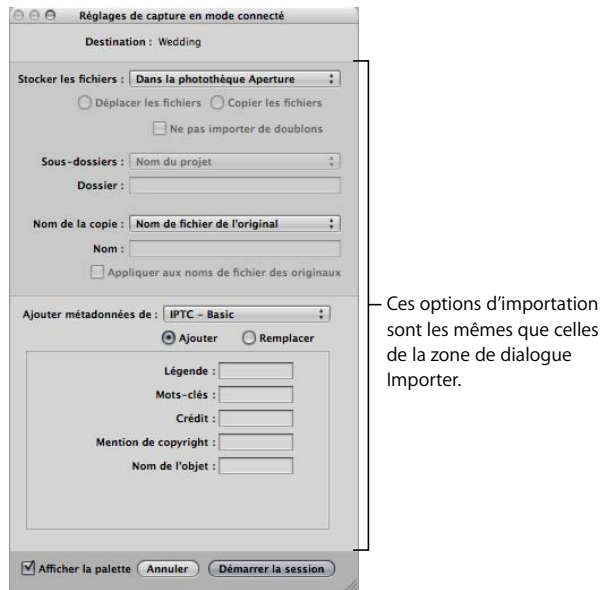 Réglages de capture en mode connecté
Destination : Wedding
Stocker les fichiers : Dans la photothèque Aperture
Déplacer les fichiers Copier les fichiers
Ne pas importer de doublons
Sous-dossiers : Nom du projet
Dossier :
Nom de la copie : Nom de fichier de l'original
Nom :
Appliquer aux noms de fichier des originaux
Ajouter métadonnées de : IPTC - Basic
Ajouter Remplacer
Légende :
Mots-clés :
Crédit :
Mention de copyright :
Nom de l'objet :
Afficher la palette Annuler Démarrer la session
Ces options d'importation
sont les mêmes que celles
de la zone de dialogue
Importer.